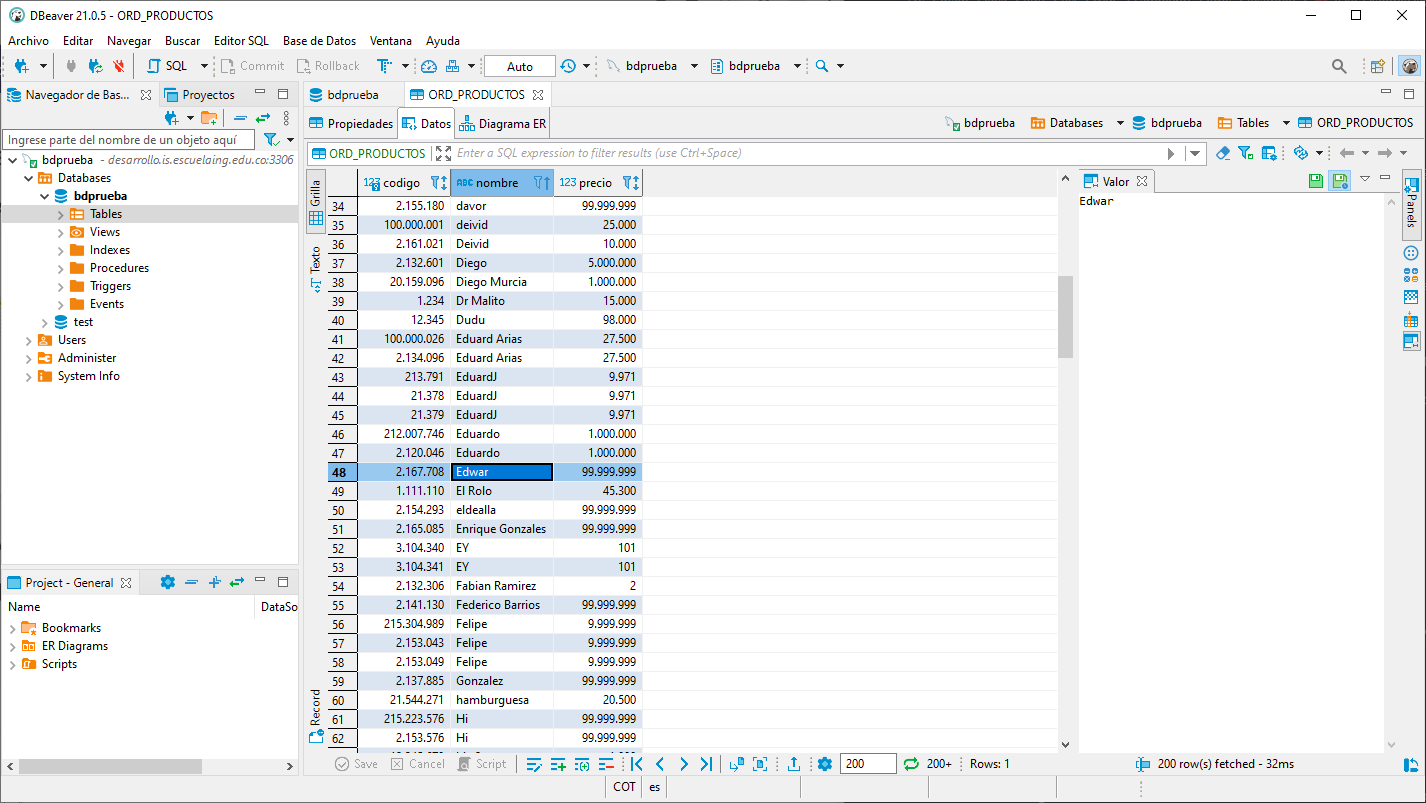 DBeaver 21.0.5 - ORD_PRODUCTOS
Archivo Editar Navegar Buscar Editor SQL Base de Datos Ventana Ayuda
SQL Commit Rollback Auto bdprueba bdprueba
Navegador de Bas... Proyectos
Ingrese parte del nombre de un objeto aquí
bdprueba - desarrollo.is.escuelaing.edu.co:3306
Databases
bdprueba
Tables
Views
Indexes
Procedures
Triggers
Events
test
Users
Administer
System Info
Project - General
Name DataSo
Bookmarks
ER Diagrams
Scripts
bdprueba ORD_PRODUCTOS
Propiedades Datos Diagrama ER bdprueba Databases bdprueba Tables ORD_PRODUCTOS
ORD_PRODUCTOS Enter a SQL expression to filter results (use Ctrl+Space)
Grilla
Texto
Record
123 codigo ABC nombre 123 precio
34 2.155.180 davor 99.999.999
35 100.000.001 deivid 25.000
36 2.161.021 Deivid 10.000
37 2.132.601 Diego 5.000.000
38 20.159.096 Diego Murcia 1.000.000
39 1.234 Dr Malito 15.000
40 12.345 Dudu 98.000
41 100.000.026 Eduard Arias 27.500
42 2.134.096 Eduard Arias 27.500
43 213.791 EduardJ 9.971
44 21.378 EduardJ 9.971
45 21.379 EduardJ 9.971
46 212.007.746 Eduardo 1.000.000
47 2.120.046 Eduardo 1.000.000
48 2.167.708 Edwar 99.999.999
49 1.111.110 El Rolo 45.300
50 2.154.293 eldealla 99.999.999
51 2.165.085 Enrique Gonzales 99.999.999
52 3.104.340 EY 101
53 3.104.341 EY 101
54 2.132.306 Fabian Ramirez 2
55 2.141.130 Federico Barrios 99.999.999
56 215.304.989 Felipe 9.999.999
57 2.153.043 Felipe 9.999.999
58 2.153.049 Felipe 9.999.999
59 2.137.885 Gonzalez 99.999.999
60 21.544.271 hamburguesa 20.500
61 215.223.576 Hi 99.999.999
62 2.153.576 Hi 99.999.999
Valor
Edwar
Panels
Save Cancel Script 200 200+ Rows: 1 200 row(s) fetched - 32ms
COT es